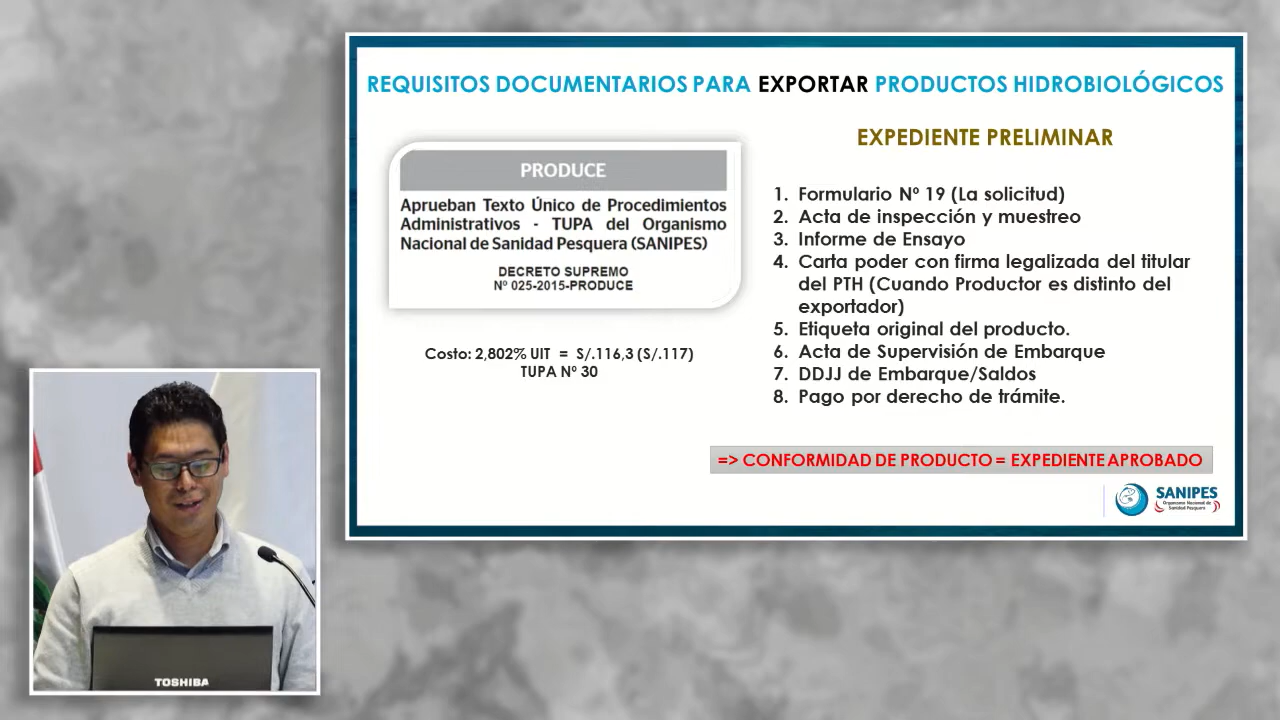 REQUISITOS DOCUMENTARIOS PARA EXPORTAR PRODUCTOS HIDROBIOLÓGICOS
PRODUCE
Aprueban Texto Único de Procedimientos
Administrativos - TUPA del Organismo
Nacional de Sanidad Pesquera (SANIPES)
DECRETO SUPREMO
Nº 025-2015-PRODUCE
Costo: 2,802% UIT = S/.116,3 (S/.117)
TUPA Nº 30
EXPEDIENTE PRELIMINAR
1. Formulario Nº 19 (La solicitud)
2. Acta de inspección y muestreo
3. Informe de Ensayo
4. Carta poder con firma legalizada del titular
del PTH (Cuando Productor es distinto del
exportador)
5. Etiqueta original del producto.
6. Acta de Supervisión de Embarque
7. DDJJ de Embarque/Saldos
8. Pago por derecho de trámite.
=> CONFORMIDAD DE PRODUCTO = EXPEDIENTE APROBADO
SANIPES
Organismo Nacional de
Sanidad Pesquera
TOSHIBA